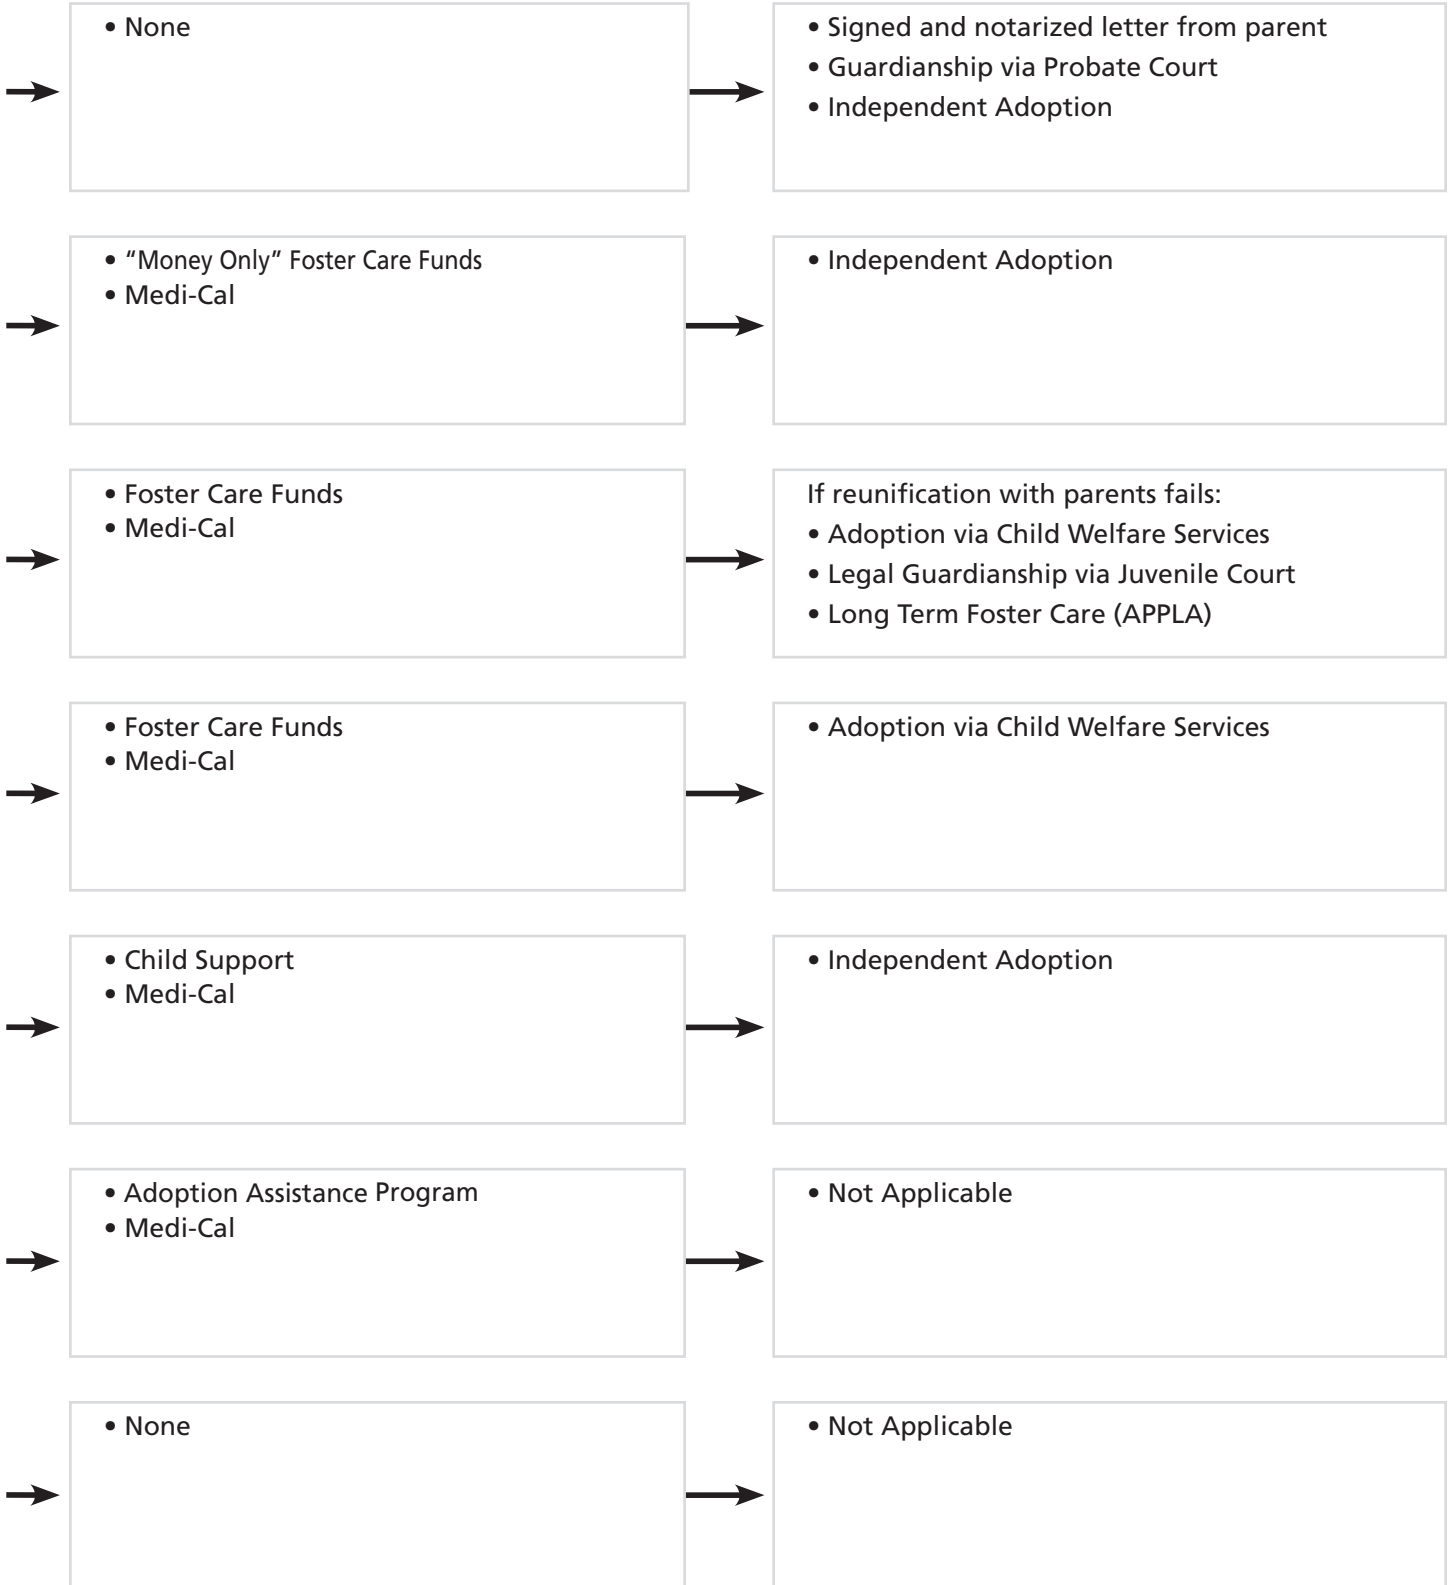 • None
• Signed and notarized letter from parent
• Guardianship via Probate Court
• Independent Adoption
• “Money Only” Foster Care Funds
• Medi-Cal
• Independent Adoption
• Foster Care Funds
• Medi-Cal
If reunification with parents fails:
• Adoption via Child Welfare Services
• Legal Guardianship via Juvenile Court
• Long Term Foster Care (APPLA)
• Foster Care Funds
• Medi-Cal
• Adoption via Child Welfare Services
• Child Support
• Medi-Cal
• Independent Adoption
• Adoption Assistance Program
• Medi-Cal
• Not Applicable
• None
• Not Applicable